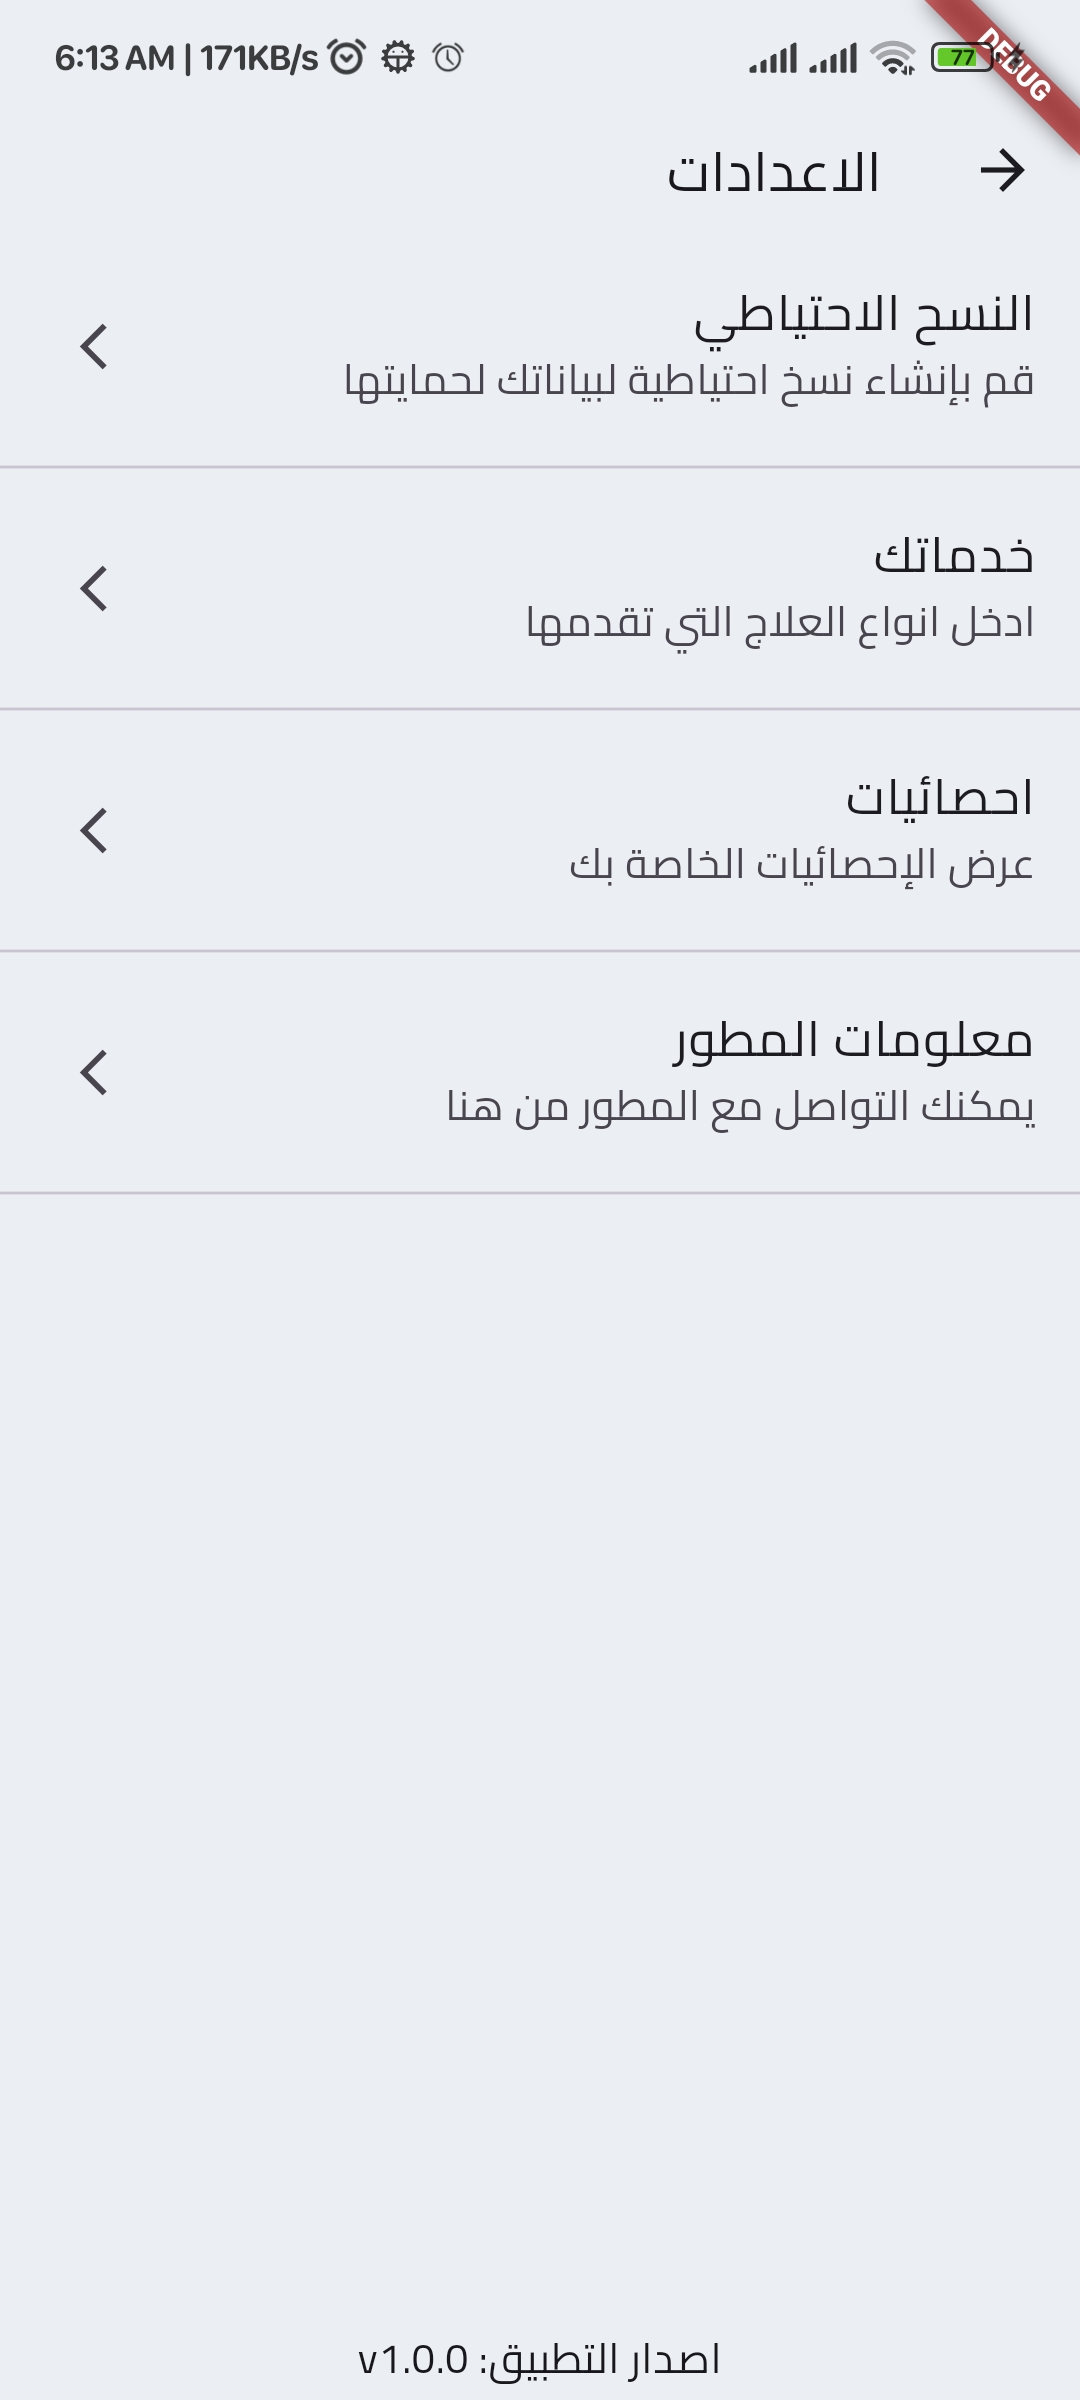 6:13 AM | 171KB/s
77
DEBUG
الاعدادات
النسح الاحتياطي
قم بإنشاء نسخ احتياطية لبياناتك لحمايتها
خدماتك
ادخل انواع العلاج التي تقدمها
احصائيات
عرض الإحصائيات الخاصة بك
معلومات المطور
يمكنك التواصل مع المطور من هنا
اصدار التطبيق: v1.0.0